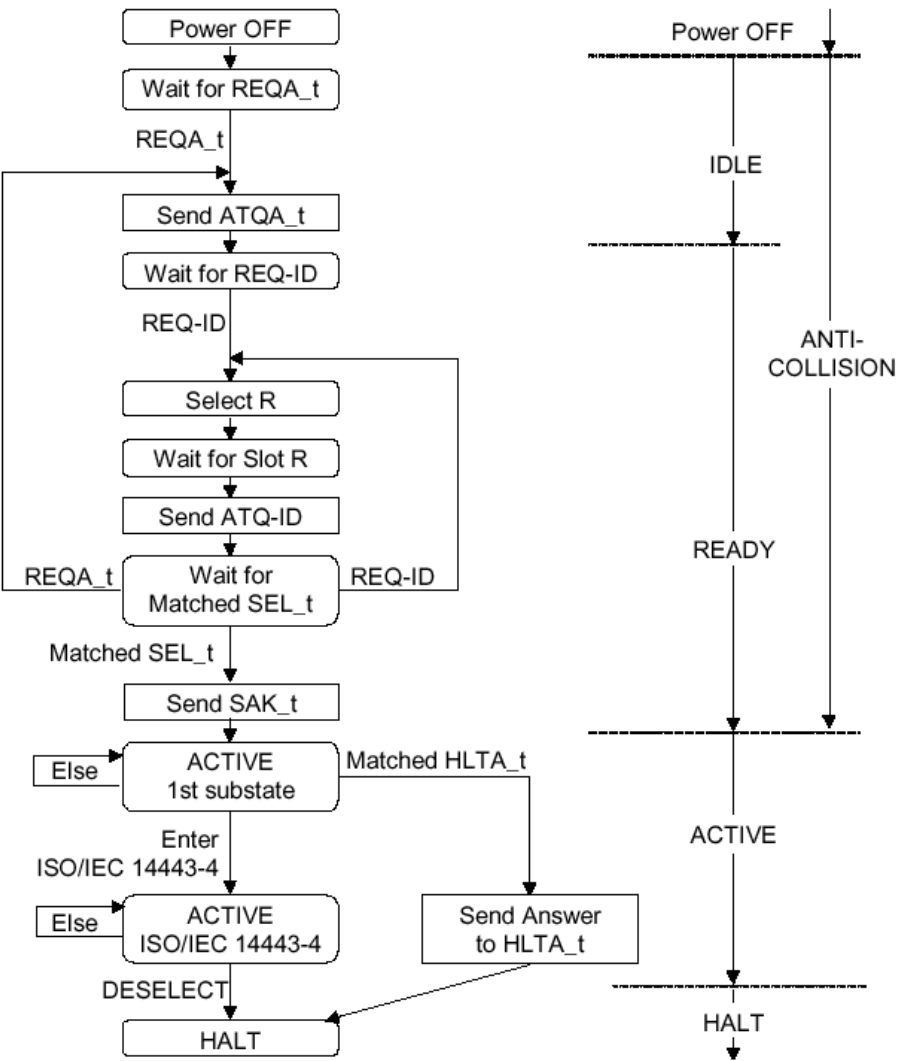 Power OFF
Wait for REQA_t
REQA_t
Send ATQA_t
Wait for REQ-ID
REQ-ID
Select R
Wait for Slot R
Send ATQ-ID
REQA_t
Wait for
Matched SEL_t
REQ-ID
Matched SEL_t
Send SAK_t
Else
ACTIVE
1st substate
Matched HLTA_t
Enter
ISO/IEC 14443-4
Else
ACTIVE
ISO/IEC 14443-4
Send Answer
to HLTA_t
DESELECT
HALT
Power OFF
IDLE
ANTI-
COLLISION
READY
ACTIVE
HALT